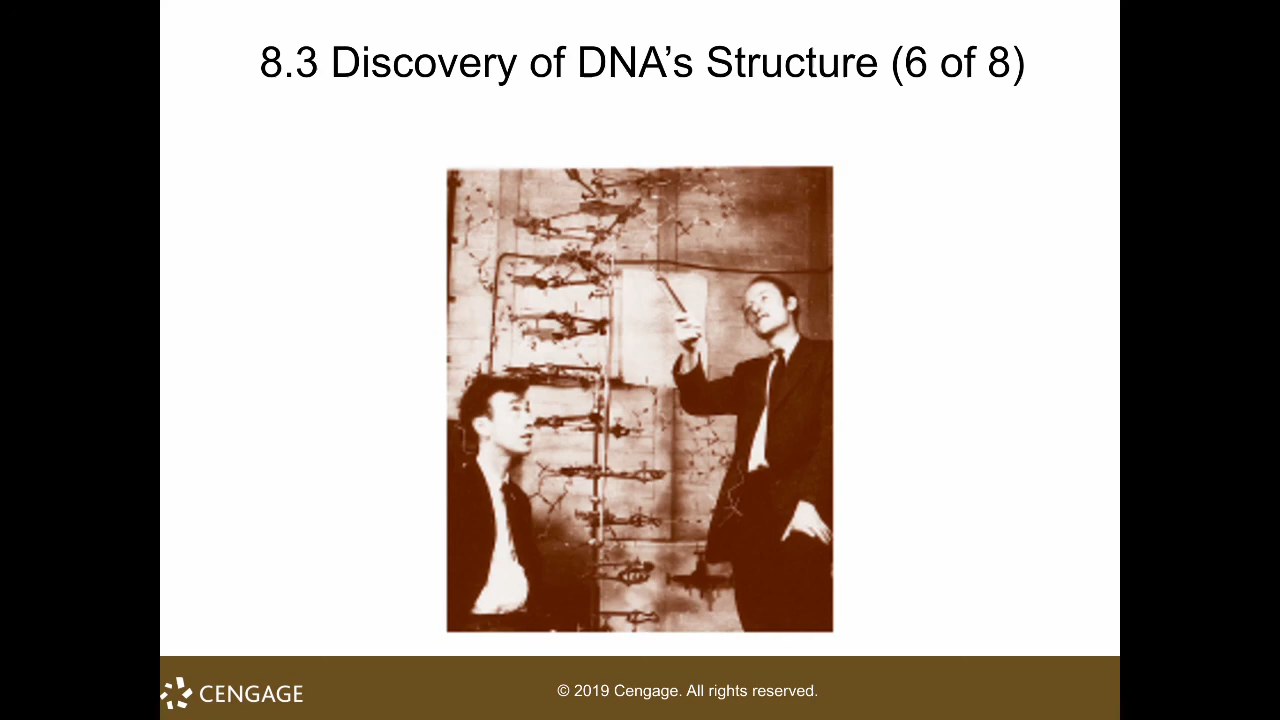 8.3 Discovery of DNA’s Structure (6 of 8)
CENGAGE
© 2019 Cengage. All rights reserved.